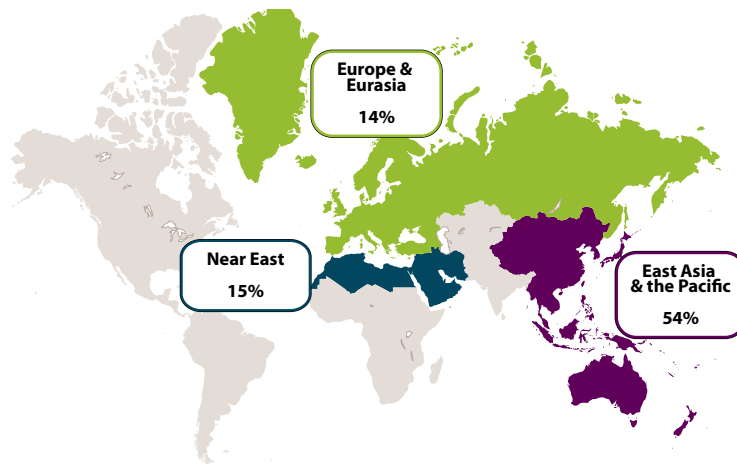 Europe &
Eurasia
14%
Near East
15%
East Asia
& the Pacific
54%